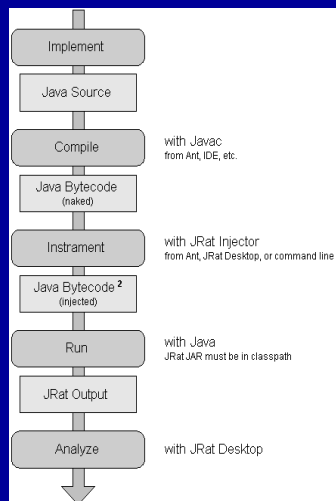 Implement
Java Source
Compile
with Javac
from Ant, IDE, etc.
Java Bytecode
(naked)
Instrament
with JRat Injector
from Ant, JRat Desktop, or command line
Java Bytecode 2
(injected)
Run
with Java
JRat JAR must be in classpath
JRat Output
Analyze
with JRat Desktop